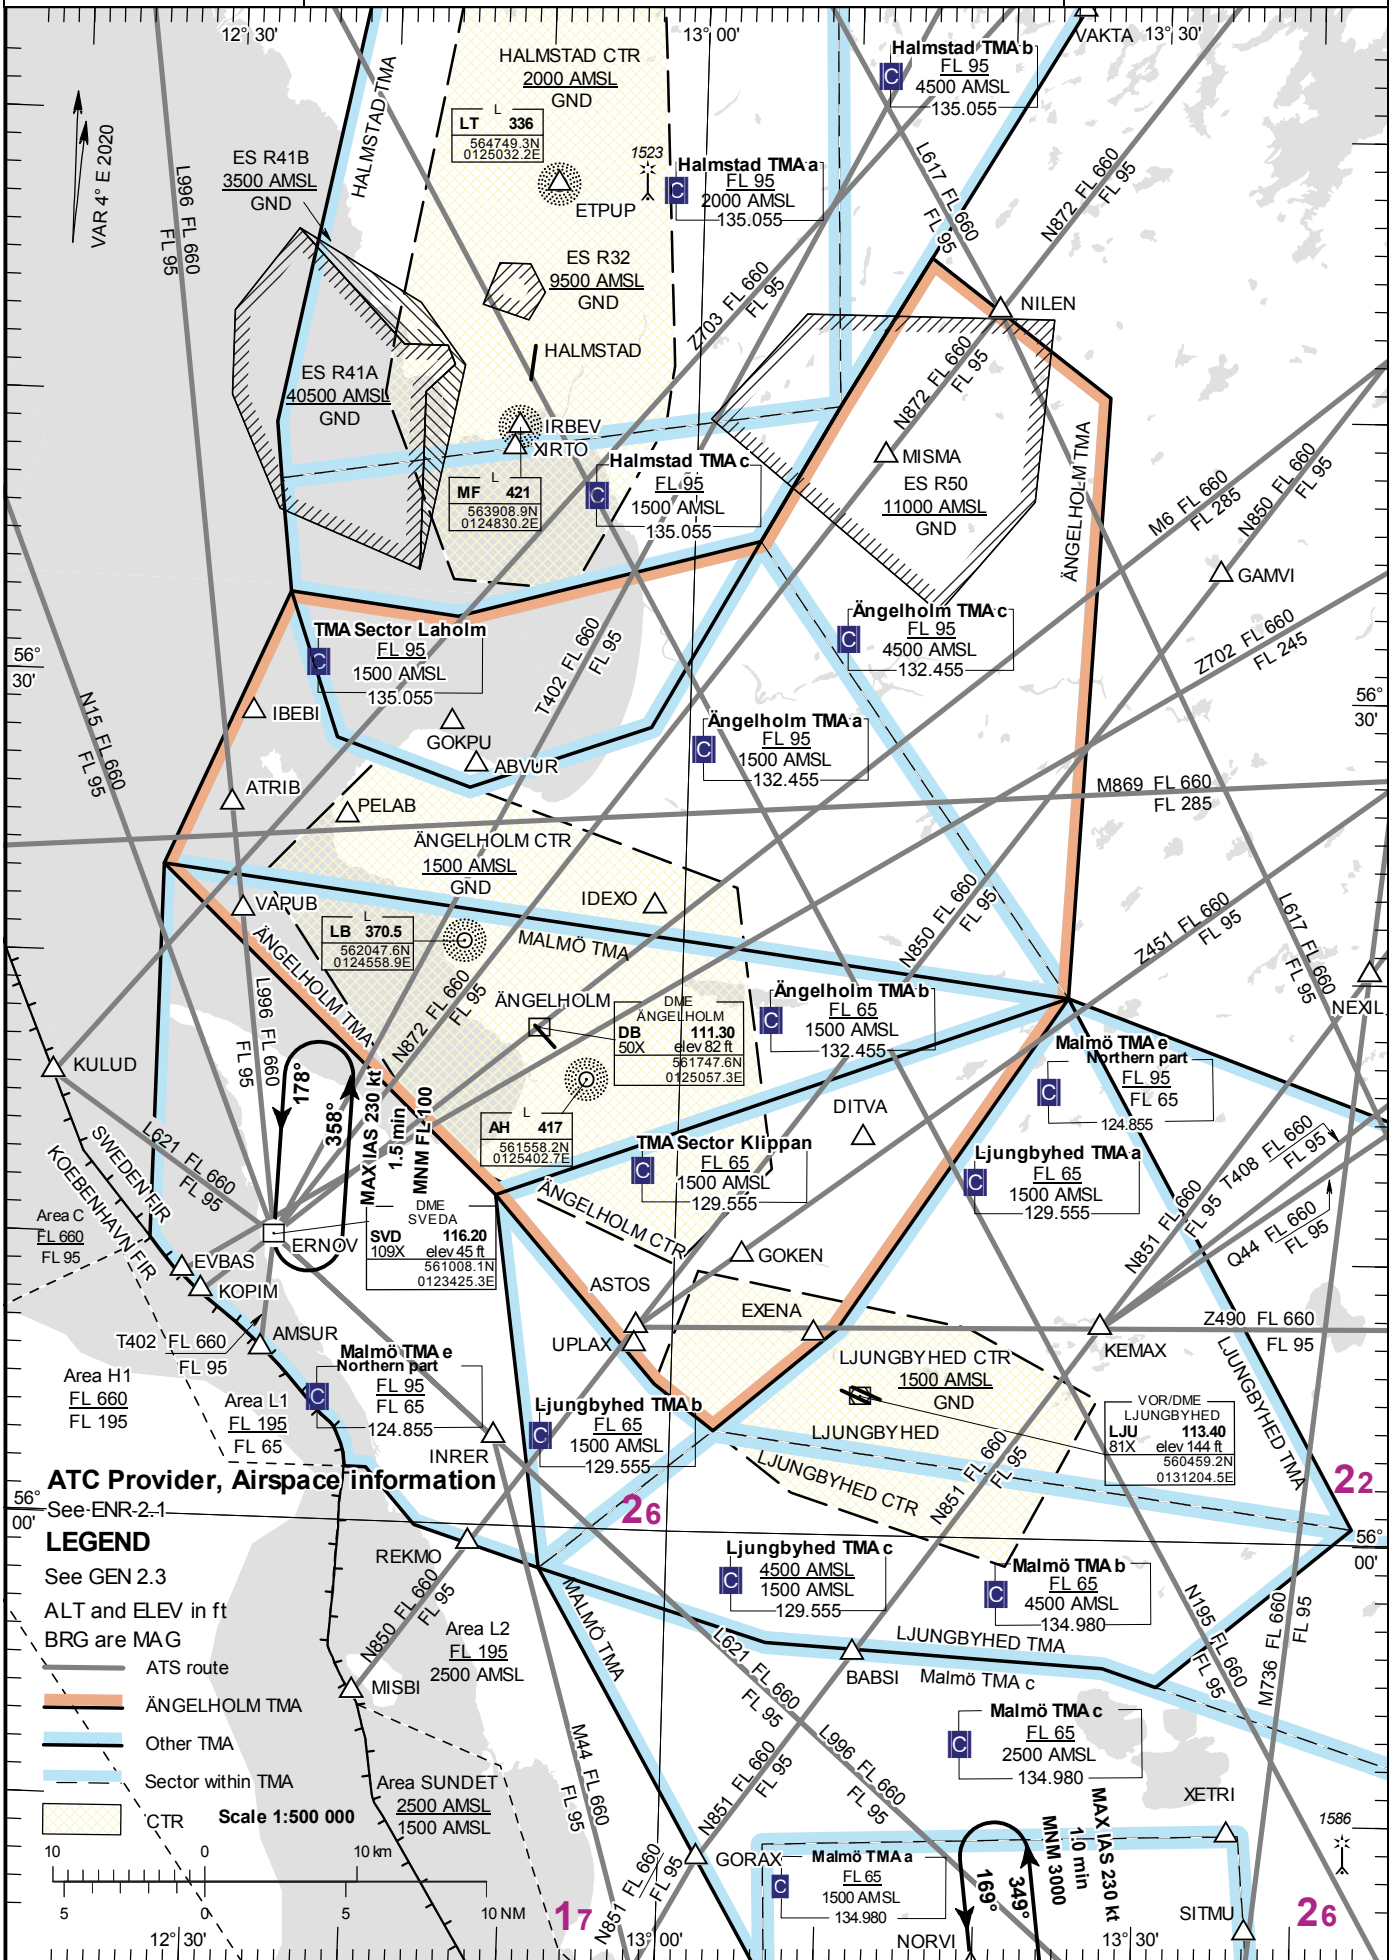 12° 30'
13° 00'
VAKTA
13° 30'
HALMSTAD CTR
2000 AMSL
GND
Halmstad TMA b
FL 95
4500 AMSL
C
135.055
HALMSTAD TMA
VAR 4° E 2020
L
LT 336
564749.3N
0125032.2E
ES R41B
3500 AMSL
GND
1523
Halmstad TMA a
FL 95
2000 AMSL
C
135.055
ETPUP
L996 FL 660
FL 95
L617 FL 660
FL 95
N872 FL 660
FL 95
ES R32
9500 AMSL
GND
Z703 FL 660
FL 95
NILEN
HALMSTAD
N872 FL 660
FL 95
ES R41A
40500 AMSL
GND
IRBEV
XIRTO
ÄNGELHOLM TMA
Halmstad TMA c
FL 95
1500 AMSL
C
135.055
MISMA
ES R50
11000 AMSL
GND
L
MF 421
563908.9N
0124830.2E
M6 FL 660
FL 285
N850 FL 660
FL 95
GAMVI
TMA Sector Laholm
FL 95
1500 AMSL
C
135.055
Ängelholm TMA c
FL 95
4500 AMSL
C
132.455
Z702 FL 660
FL 245
56°
30'
T402 FL 660
FL 95
N15 FL 660
FL 95
IBEBI
GOKPU
ABVUR
Ängelholm TMA a
FL 95
1500 AMSL
C
132.455
56°
30'
M869 FL 660
FL 285
ATRIB
PELAB
ÄNGELHOLM CTR
1500 AMSL
GND
IDEXO
VAPUB
L
LB 370.5
562047.6N
0124558.9E
MALMÖ TMA
ÄNGELHOLM TMA
N850 FL 660
FL 95
Z451 FL 660
FL 95
L617 FL 660
FL 95
NEXIL
L996 FL 660
FL 95
N872 FL 660
FL 95
ÄNGELHOLM
DME
ÄNGELHOLM
DB 111.30
50X elev 82 ft
561747.6N
0125057.3E
Ängelholm TMA b
FL 65
1500 AMSL
C
132.455
KULUD
178°
358°
MAX IAS 230 kt
1.5 min
MNM FL 100
Malmö TMA e
Northern part
FL 95
FL 65
C
124.855
DITVA
L
AH 417
561558.2N
0125402.7E
L621 FL 660
FL 95
SWEDEN FIR
KOEBENHAVN FIR
TMA Sector Klippan
FL 65
1500 AMSL
C
129.555
Ljungbyhed TMA a
FL 65
1500 AMSL
C
129.555
T408 FL 660
FL 95
Area C
FL 660
FL 95
DME
SVEDA
SVD 116.20
109X elev 45 ft
561008.1N
0123425.3E
ERNOV
ÄNGELHOLM CTR
N851 FL 660
FL 95
Q44 FL 660
FL 95
EVBAS
KOPIM
GOKEN
ASTOS
EXENA
T402 FL 660
FL 95
AMSUR
UPLAX
KEMAX
Z490 FL 660
FL 95
Area H1
FL 660
FL 195
Malmö TMA e
Northern part
FL 95
FL 65
C
124.855
Area L1
FL 195
FL 65
LJUNGBYHED CTR
1500 AMSL
GND
LJUNGBYHED TMA
Ljungbyhed TMA b
FL 65
1500 AMSL
C
129.555
VOR/DME
LJUNGBYHED
LJU 113.40
81X elev 144 ft
560459.2N
0131204.5E
INRER
LJUNGBYHED
LJUNGBYHED CTR
N851 FL 660
FL 95
ATC Provider, Airspace information
See ENR 2.1
22
26
56°
00'
LEGEND
See GEN 2.3
ALT and ELEV in ft
BRG are MAG
ATS route
ÄNGELHOLM TMA
Other TMA
Sector within TMA
CTR
Scale 1:500 000
REKMO
Ljungbyhed TMA c
4500 AMSL
1500 AMSL
C
129.555
Malmö TMA b
FL 65
4500 AMSL
C
134.980
56°
00'
N850 FL 660
FL 95
MALMÖ TMA
Area L2
FL 195
2500 AMSL
MISBI
L621 FL 660
FL 95
LJUNGBYHED TMA
BABSI
Malmö TMA c
N195 FL 660
FL 95
M736 FL 660
FL 95
Malmö TMA c
FL 65
2500 AMSL
C
134.980
M44 FL 660
FL 95
L996 FL 660
FL 95
N851 FL 660
FL 95
Area SUNDET
2500 AMSL
1500 AMSL
XETRI
MAX IAS 230 kt
1.0 min
MNM 3000
1586
10
0
10 km
GORAX
Malmö TMA a
FL 65
1500 AMSL
C
134.980
169°
349°
5
0
5
10 NM
17
N851 FL 660
FL 95
SITMU
26
NORVI
12° 30'
13° 00'
13° 30'